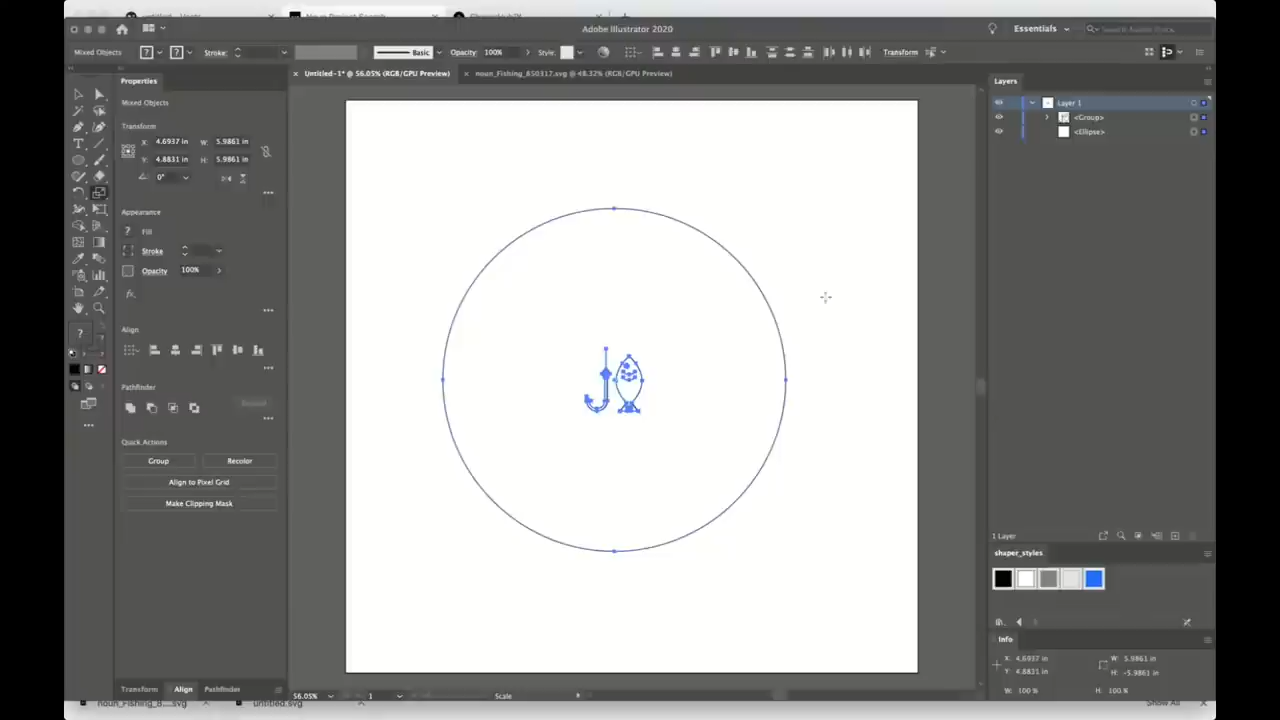 Adobe Illustrator 2020
Essentials
Search Adobe Stock
Mixed Objects
?
?
Stroke:
Basic
Opacity: 100%
Style:
Transform
Properties
Untitled-1* @ 56.05% (RGB/GPU Preview)
noun_Fishing_850317.svg @ 48.32% (RGB/GPU Preview)
Layers
Mixed Objects
Layer 1
<Group>
<Ellipse>
Transform
X: 4.6937 in
W: 5.9861 in
Y: 4.8831 in
H: 5.9861 in
0°
Appearance
? Fill
Stroke
Opacity 100%
fx
Align
?
Pathfinder
Quick Actions
Group
Recolor
Align to Pixel Grid
Make Clipping Mask
1 Layer
shaper_styles
Info
X: 4.6937 in
Y: 4.8831 in
W: 5.9861 in
H: -5.9861 in
W: 100 %
H: 100 %
Transform
Align
Pathfinder
56.05%
1
Scale
noun_Fishing_8....svg
untitled.svg
Show All